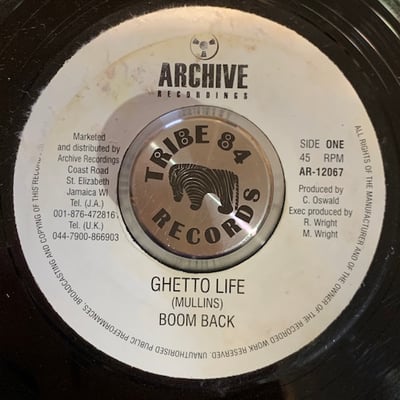 ARCHIVE
RECORDINGS
Marketed
and distributed by
Archive Recordings
Coast Road
St. Elizabeth
Jamaica WI
Tel. (J.A.)
001-876-472816
Tel. (U.K.)
044-7900-866903
TRIBE 84
RECORDS
SIDE ONE
45 RPM
AR-12067
Produced by
C. Oswald
Exec produced by
R. Wright
M. Wright
GHETTO LIFE
(MULLINS)
BOOM BACK
ALL RIGHTS OF THE MANUFACTURER AND OF THE OWNER OF THE RECORDED WORK RESERVED. UNAUTHORISED PUBLIC PREFORMANCES, BROADCASTING AND COPYING OF THIS RECORD